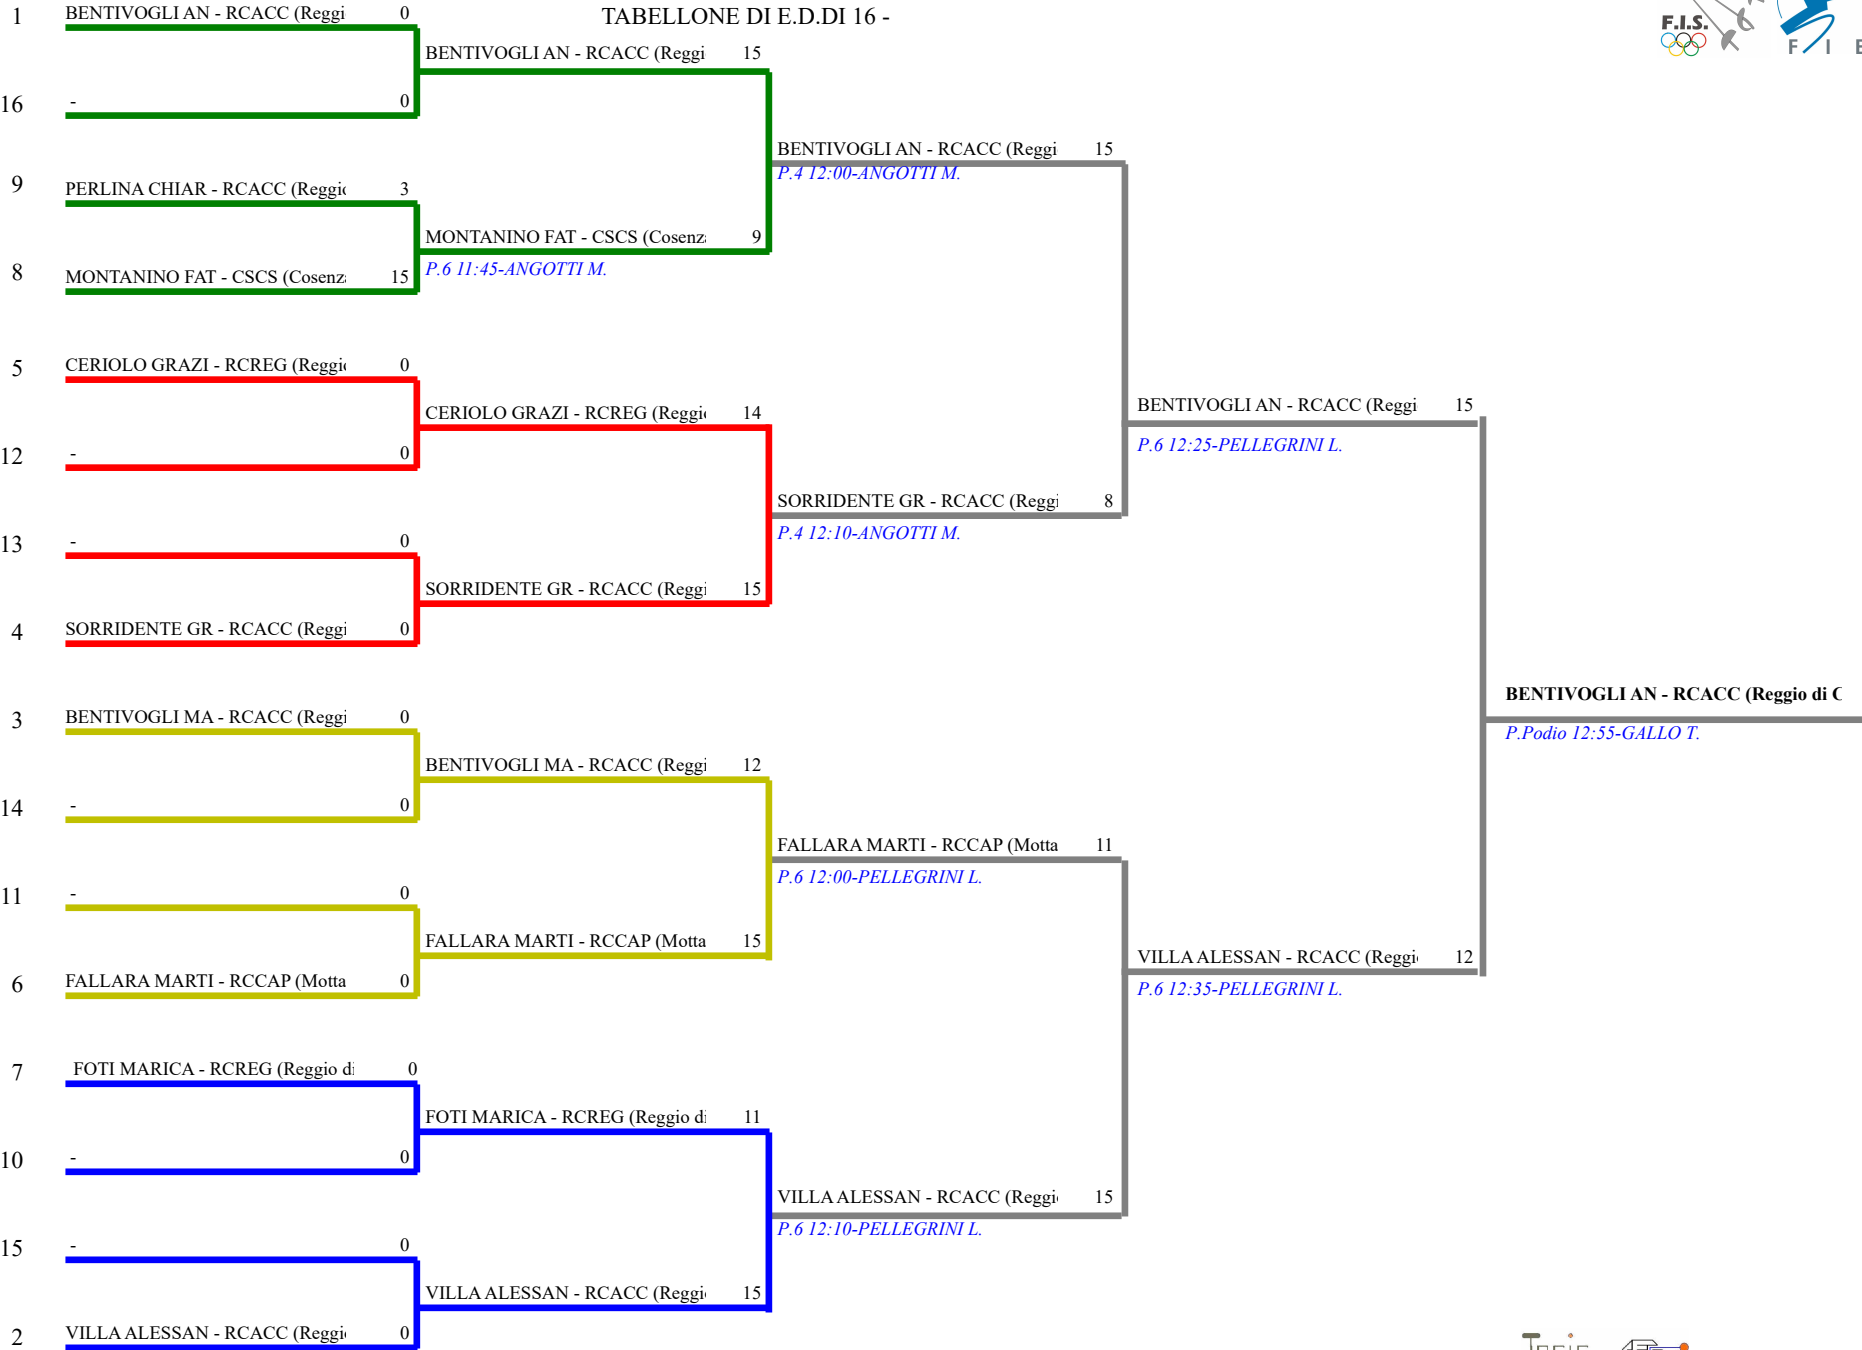 TABELLONE DI E.D.DI 16 -
F.I.S.
F I E
1 BENTIVOGLI AN - RCACC (Reggi 0
BENTIVOGLI AN - RCACC (Reggi 15
16 - 0
BENTIVOGLI AN - RCACC (Reggi 15
P.4 12:00-ANGOTTI M.
9 PERLINA CHIAR - RCACC (Reggi 3
MONTANINO FAT - CSCS (Cosenz 9
P.6 11:45-ANGOTTI M.
8 MONTANINO FAT - CSCS (Cosenz 15
5 CERIOLO GRAZI - RCREG (Reggi 0
BENTIVOGLI AN - RCACC (Reggi 15
P.6 12:25-PELLEGRINI L.
CERIOLO GRAZI - RCREG (Reggi 14
12 - 0
SORRIDENTE GR - RCACC (Reggi 8
P.4 12:10-ANGOTTI M.
13 - 0
SORRIDENTE GR - RCACC (Reggi 15
4 SORRIDENTE GR - RCACC (Reggi 0
BENTIVOGLI AN - RCACC (Reggio di C
P.Podio 12:55-GALLO T.
3 BENTIVOGLI MA - RCACC (Reggi 0
BENTIVOGLI MA - RCACC (Reggi 12
14 - 0
FALLARA MARTI - RCCAP (Motta 11
P.6 12:00-PELLEGRINI L.
11 - 0
FALLARA MARTI - RCCAP (Motta 15
VILLA ALESSAN - RCACC (Reggi 12
P.6 12:35-PELLEGRINI L.
6 FALLARA MARTI - RCCAP (Motta 0
7 FOTI MARICA - RCREG (Reggio di 0
FOTI MARICA - RCREG (Reggio di 11
10 - 0
VILLA ALESSAN - RCACC (Reggi 15
P.6 12:10-PELLEGRINI L.
15 - 0
VILLA ALESSAN - RCACC (Reggi 15
2 VILLA ALESSAN - RCACC (Reggi 0